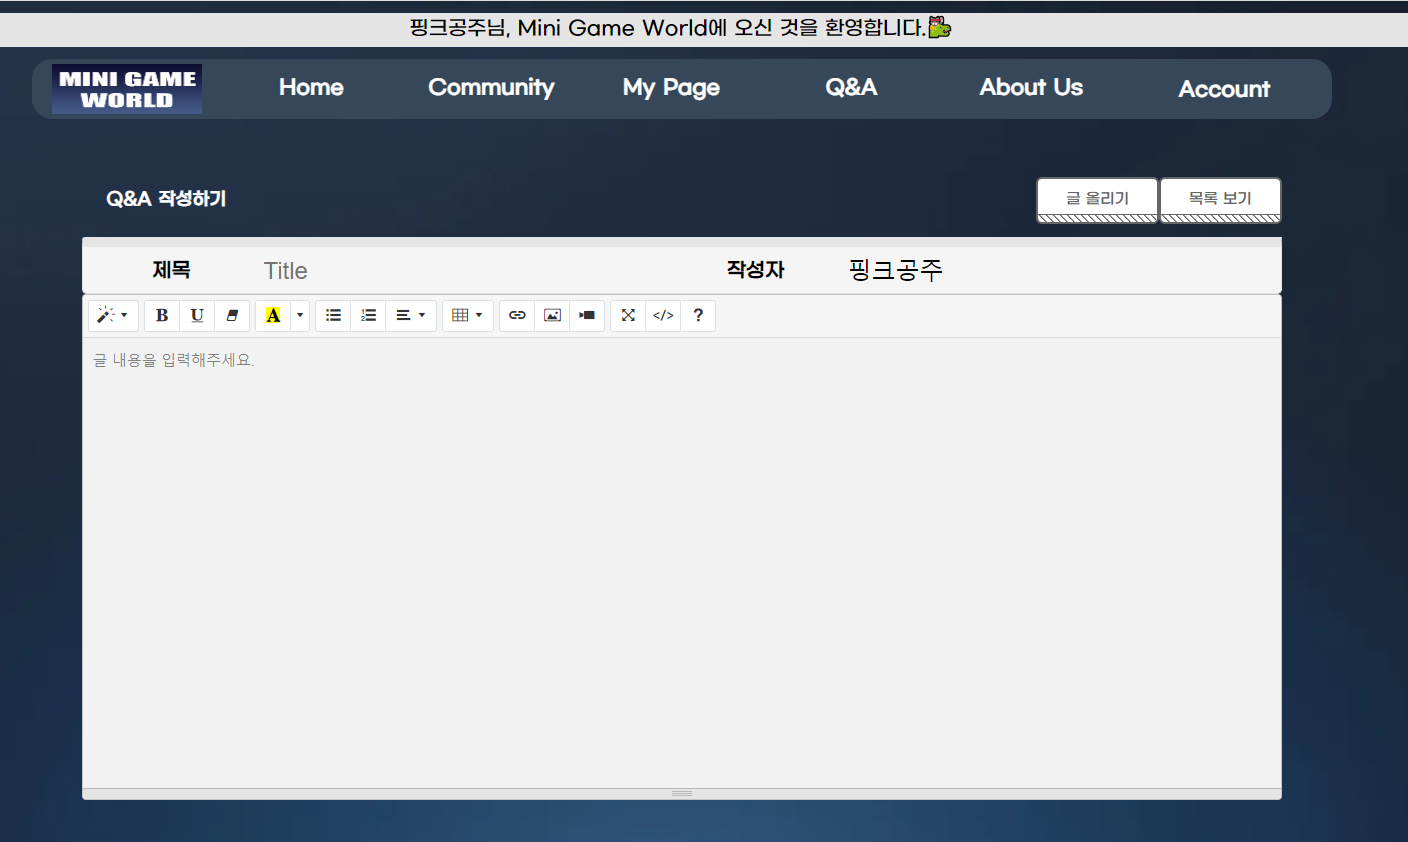 핑크공주님, Mini Game World에 오신 것을 환영합니다.
MINI GAME WORLD
Home Community My Page Q&A About Us Account
Q&A 작성하기 글 올리기 목록 보기
제목 Title 작성자 핑크공주
B U A </> ?
글 내용을 입력해주세요.